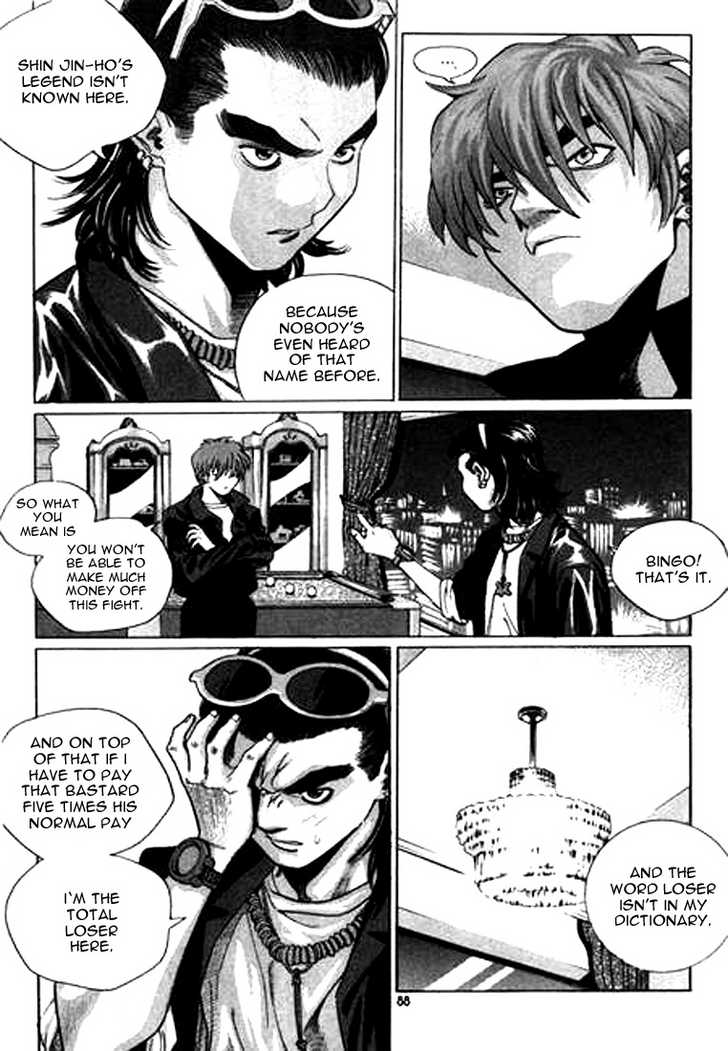 SHIN JIN-HO'S
LEGEND ISN'T
KNOWN HERE.
BECAUSE
NOBODY'S
EVEN HEARD
OF THAT
NAME BEFORE.
...
SO WHAT
YOU
MEAN IS
YOU WON'T
BE ABLE TO
MAKE MUCH
MONEY OFF
THIS FIGHT.
BINGO!
THAT'S IT.
AND ON TOP
OF THAT IF I
HAVE TO PAY
THAT BASTARD
FIVE TIMES HIS
NORMAL PAY
I'M THE
TOTAL
LOSER
HERE.
AND THE
WORD LOSER
ISN'T IN MY
DICTIONARY.
88